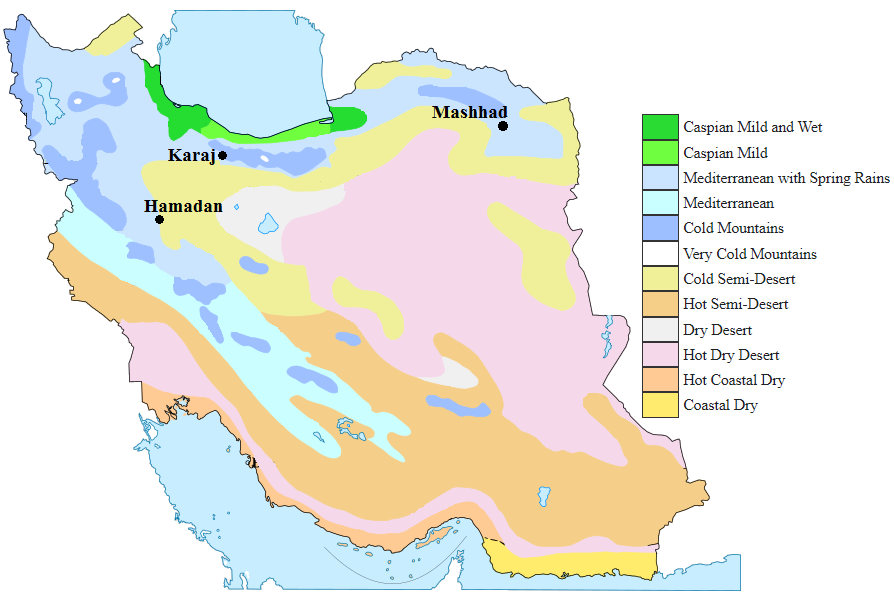 Mashhad
Karaj
Hamadan
Caspian Mild and Wet
Caspian Mild
Mediterranean with Spring Rains
Mediterranean
Cold Mountains
Very Cold Mountains
Cold Semi-Desert
Hot Semi-Desert
Dry Desert
Hot Dry Desert
Hot Coastal Dry
Coastal Dry